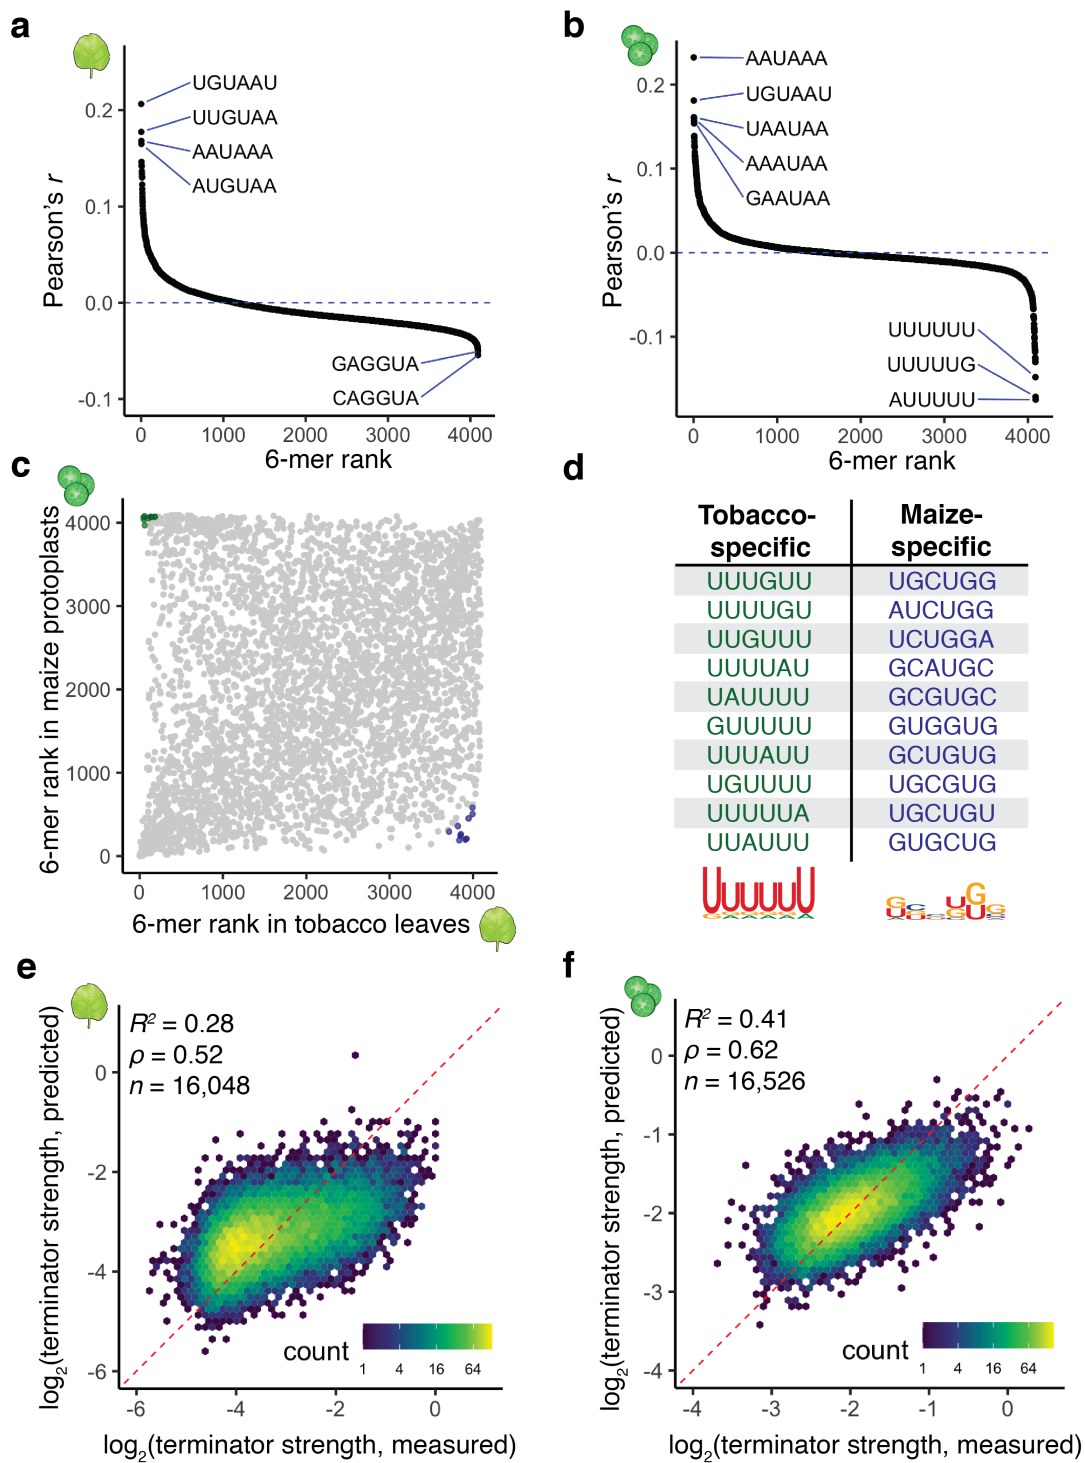 a
0.2
0.1
0.0
-0.1
Pearson's r
UGUAAU
UUGUAA
AAUAAA
AUGUAA
GAGGUA
CAGGUA
0
1000
2000
3000
4000
6-mer rank
b
0.2
0.1
0.0
-0.1
Pearson's r
AAUAAA
UGUAAU
UAAUAA
AAAUAA
GAAUAA
UUUUUU
UUUUUG
AUUUUU
0
1000
2000
3000
4000
6-mer rank
c
6-mer rank in maize protoplasts
4000
3000
2000
1000
0
0
1000
2000
3000
4000
6-mer rank in tobacco leaves
d
Tobacco-
specific
Maize-
specific
UUUGUU UGCUGG
UUUUGU AUCUGG
UUGUUU UCUGGA
UUUUAU GCAUGC
UAUUUU GCGUGC
GUUUUU GUGGUG
UUUAUU GCUGUG
UGUUUU UGCGUG
UUUUUA UGCUGU
UUAUUU GUGCUG
UUUUUU
GGGGG
AAAAAA
e
log2(terminator strength, predicted)
R² = 0.28
ρ = 0.52
n = 16,048
0
-2
-4
-6
count
1 4 16 64
-6
-4
-2
0
log2(terminator strength, measured)
f
log2(terminator strength, predicted)
R² = 0.41
ρ = 0.62
n = 16,526
0
-1
-2
-3
-4
count
1 4 16 64
-4
-3
-2
-1
0
log2(terminator strength, measured)